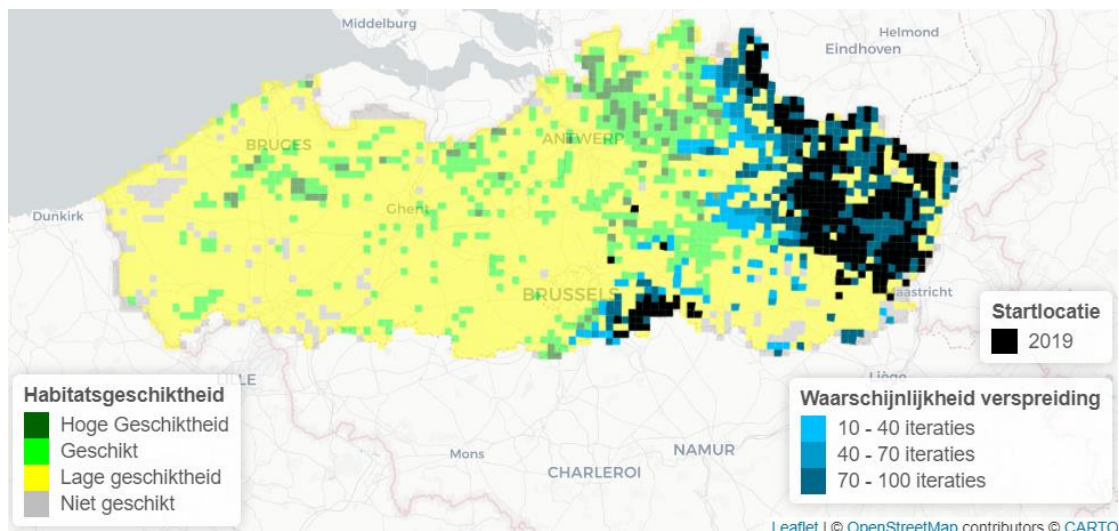 Middelburg
Helmond
Eindhoven
BRUGES
ANTWERP
Dunkirk
Ghent
BRUSSELS
aastricht
Startlocatie
2019
LILLE
Liège
Habitatsgeschiktheid
Hoge Geschiktheid
Geschikt
Lage geschiktheid
Niet geschikt
Waarschijnlijkheid verspreiding
10 - 40 iteraties
40 - 70 iteraties
70 - 100 iteraties
Mons
NAMUR
CHARLEROI
Leaflet | © OpenStreetMap contributors © CARTO